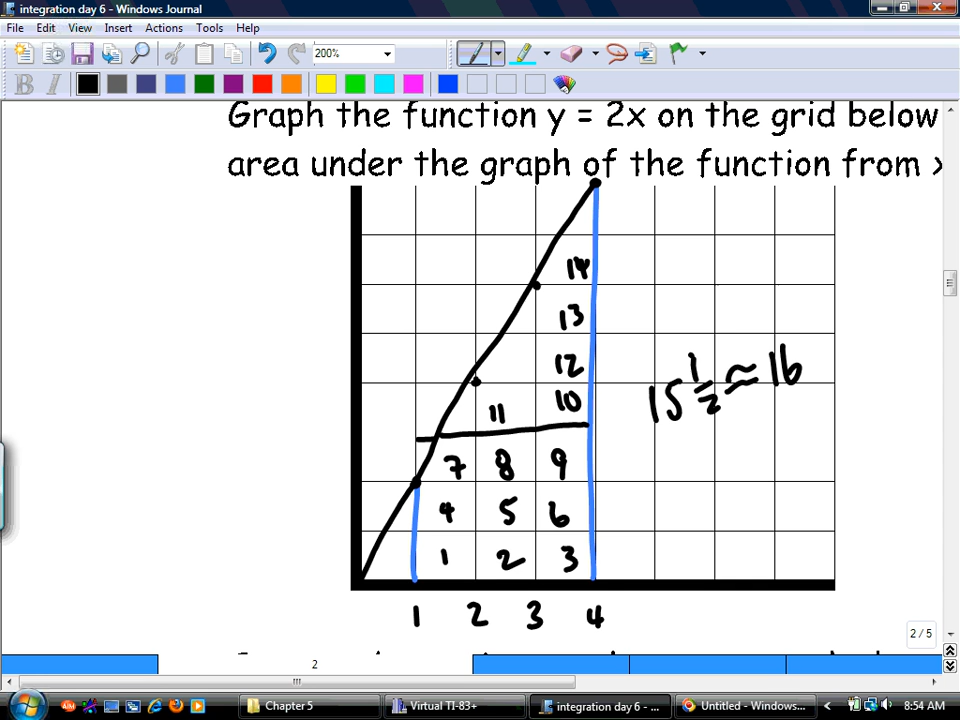 integration day 6 - Windows Journal
File Edit View Insert Actions Tools Help
200%
B I
Graph the function y = 2x on the grid below
area under the graph of the function from x
14
13
12
11 10
7 8 9
4 5 6
1 2 3
15 1/2 ≈ 16
1 2 3 4
2 / 5
2
Chapter 5
Virtual TI-83+
integration day 6 - ...
Untitled - Windows...
8:54 AM